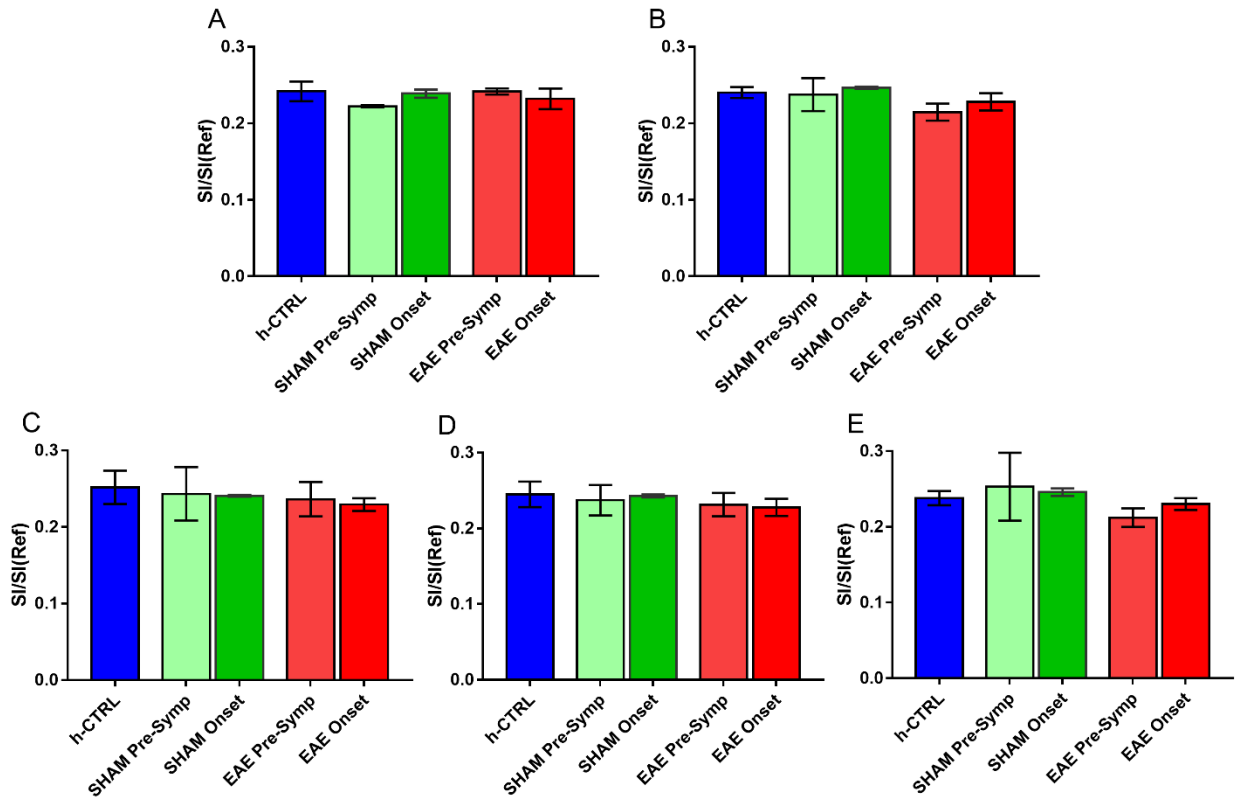 A
SI/SI(Ref)
0.3
0.2
0.1
0.0
h-CTRL
SHAM Pre-Symp
SHAM Onset
EAE Pre-Symp
EAE Onset
B
SI/SI(Ref)
0.3
0.2
0.1
0.0
h-CTRL
SHAM Pre-Symp
SHAM Onset
EAE Pre-Symp
EAE Onset
C
SI/SI(Ref)
0.3
0.2
0.1
0.0
h-CTRL
SHAM Pre-Symp
SHAM Onset
EAE Pre-Symp
EAE Onset
D
SI/SI(Ref)
0.3
0.2
0.1
0.0
h-CTRL
SHAM Pre-Symp
SHAM Onset
EAE Pre-Symp
EAE Onset
E
SI/SI(Ref)
0.3
0.2
0.1
0.0
h-CTRL
SHAM Pre-Symp
SHAM Onset
EAE Pre-Symp
EAE Onset